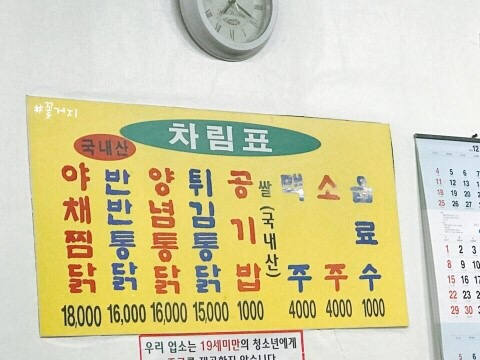 #꽃거지
차림표
국내산
야채찜닭 18,000
반반통닭 16,000
양념통닭 16,000
튀김통닭 15,000
공기밥 쌀(국내산) 1000
맥주 4000
소주 4000
음료수 1000
우리 업소는 19세미만의 청소년에게
12